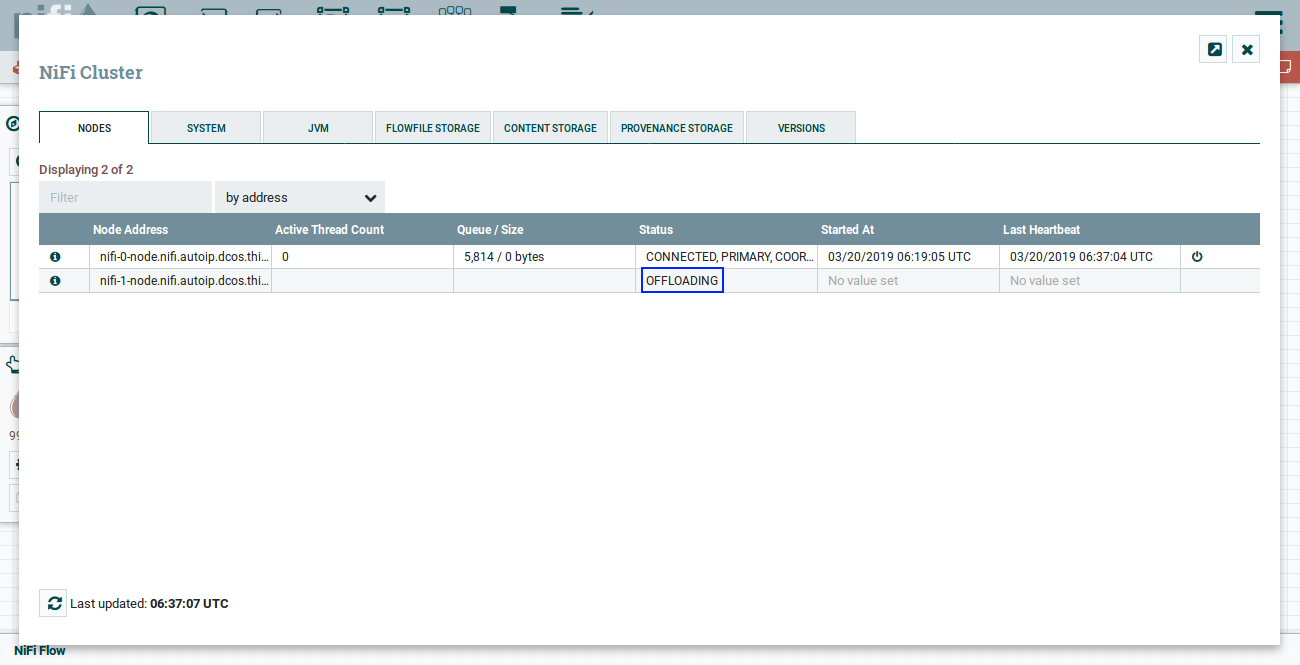 nifi
NiFi Cluster
NODES SYSTEM JVM FLOWFILE STORAGE CONTENT STORAGE PROVENANCE STORAGE VERSIONS
Displaying 2 of 2
Filter by address
Node Address Active Thread Count Queue / Size Status Started At Last Heartbeat
nifi-0-node.nifi.autoip.dcos.thi... 0 5,814 / 0 bytes CONNECTED, PRIMARY, COOR... 03/20/2019 06:19:05 UTC 03/20/2019 06:37:04 UTC
nifi-1-node.nifi.autoip.dcos.thi... OFFLOADING No value set No value set
Last updated: 06:37:07 UTC
NiFi Flow